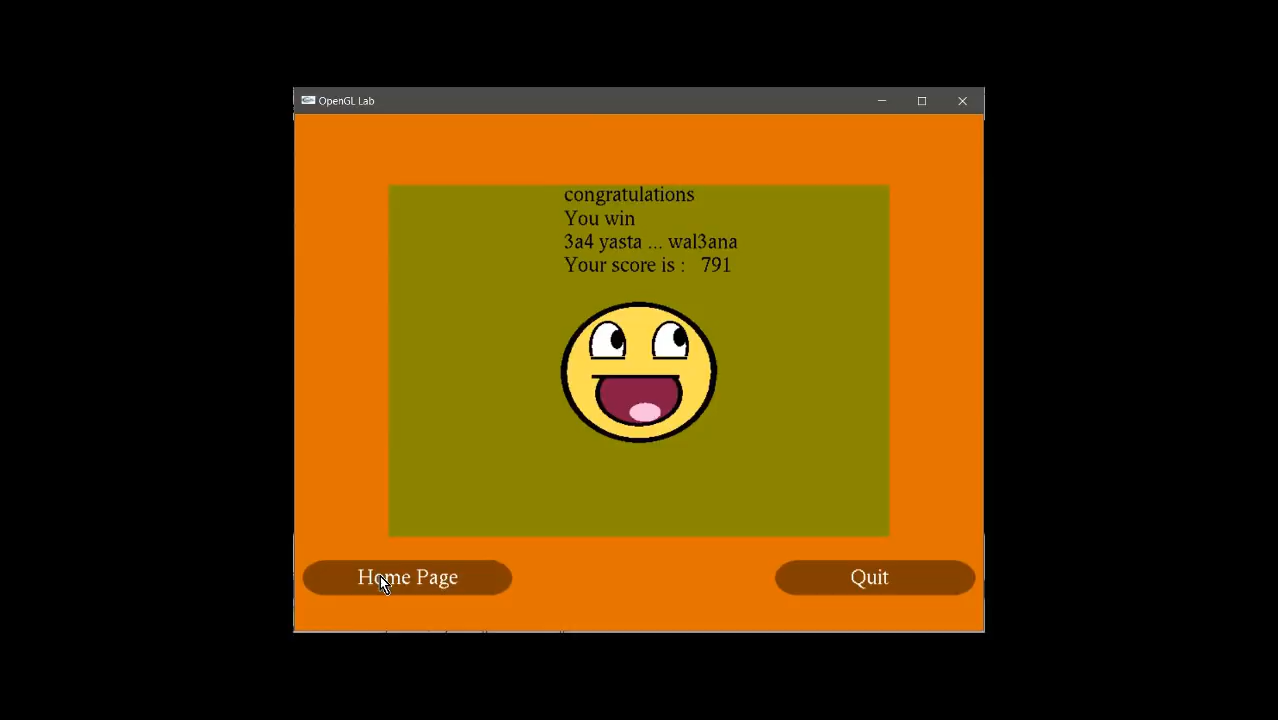 OpenGL Lab
congratulations
You win
3a4 yasta ... wal3ana
Your score is : 791
Home Page
Quit